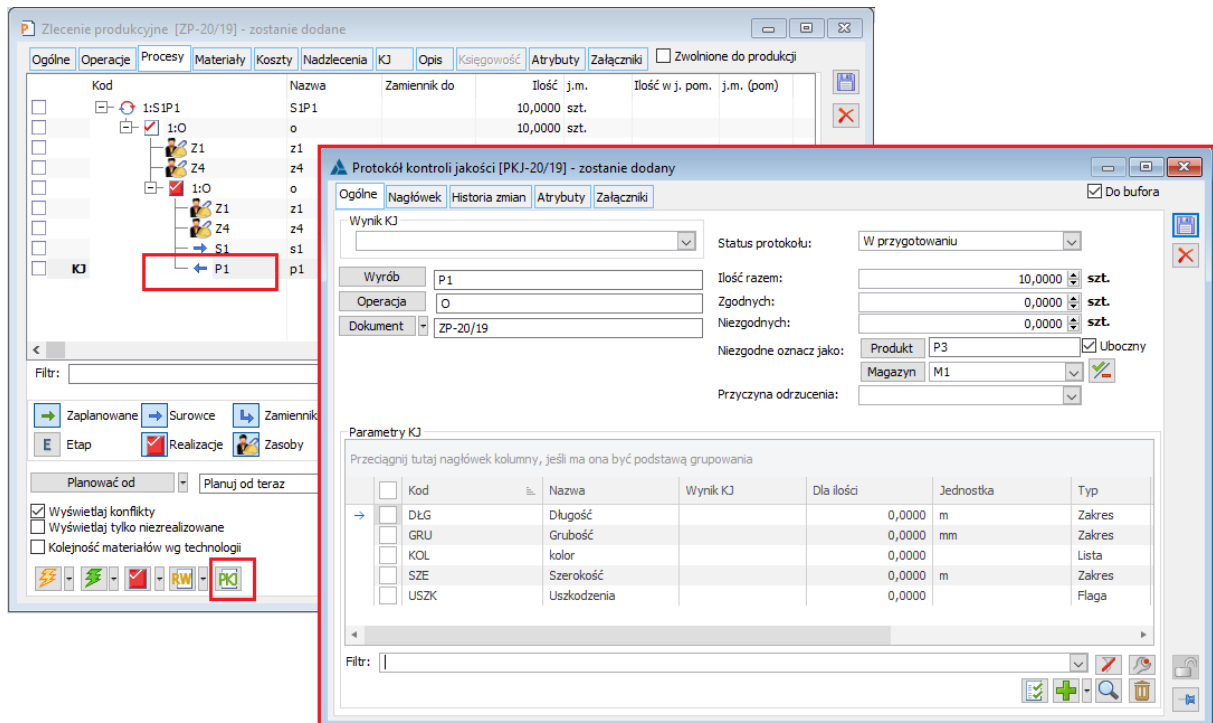 Zlecenie produkcyjne [ZP-20/19] - zostanie dodane
Ogólne Operacje Procesy Materiały Koszty Nadzlecenia KJ Opis Księgowość Atrybuty Załączniki Zwolnione do produkcji
Kod Nazwa Zamiennik do Ilość j.m. Ilość w j. pom. j.m. (pom)
1:S1P1 S1P1 10,0000 szt.
1:O o 10,0000 szt.
Z1 z1
Z4 z4
1:O o
Z1 z1
Z4 z4
S1 s1
KJ P1 p1
Filtr:
Zaplanowane Surowce Zamiennik
E Etap Realizacje Zasoby
Planować od Planuj od teraz
Wyświetlaj konflikty
Wyświetlaj tylko niezrealizowane
Kolejność materiałów wg technologii
RW PKJ
Protokół kontroli jakości [PKJ-20/19] - zostanie dodany
Ogólne Nagłówek Historia zmian Atrybuty Załączniki Do bufora
Wynik KJ
Status protokołu: W przygotowaniu
Wyrób P1
Ilość razem: 10,0000 szt.
Operacja O
Zgodnych: 0,0000 szt.
Dokument ZP-20/19
Niezgodnych: 0,0000 szt.
Niezgodne oznacz jako: Produkt P3 Uboczny
Magazyn M1
Przyczyna odrzucenia:
Parametry KJ
Przeciągnij tutaj nagłówek kolumny, jeśli ma ona być podstawą grupowania
Kod Nazwa Wynik KJ Dla ilości Jednostka Typ
DŁG Długość 0,0000 m Zakres
GRU Grubość 0,0000 mm Zakres
KOL kolor 0,0000 Lista
SZE Szerokość 0,0000 m Zakres
USZK Uszkodzenia 0,0000 Flaga
Filtr: